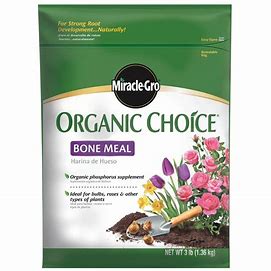 For Strong Root
Development...Naturally!
Miracle-Gro
ORGANIC CHOICE
BONE MEAL
Harina de Hueso
• Organic phosphorus supplement
• Ideal for bulbs, roses & other
types of plants
NET WT 3 lb (1.36 kg)